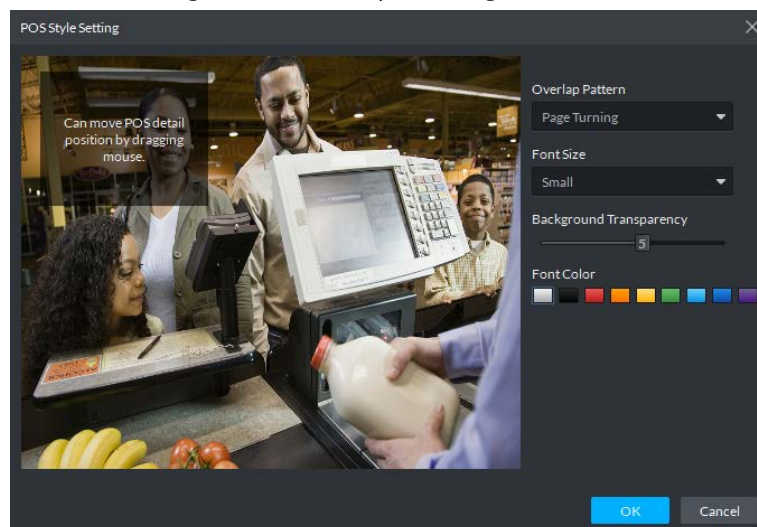 POS Style Setting
Can move POS detail
position by dragging
mouse.
Overlap Pattern
Page Turning
Font Size
Small
Background Transparency
5
Font Color
ALCOHOL
OK
Cancel